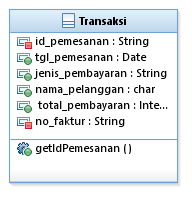 Transaksi
id_pemesanan : String
tgl_pemesanan : Date
jenis_pembayaran : String
nama_pelanggan : char
total_pembayaran : Inte...
no_faktur : String
getIdPemesanan ( )